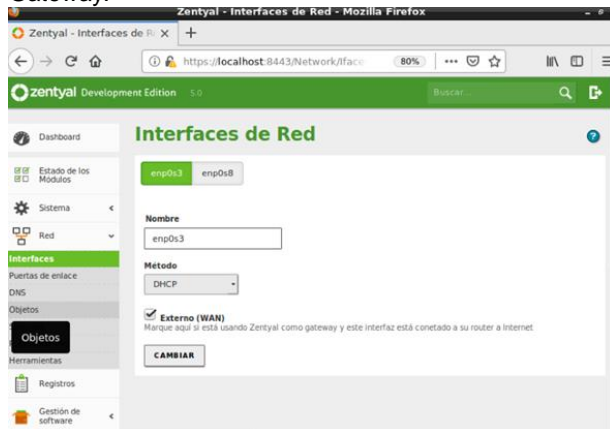 Gateway.
Zentyal - Interfaces de Red - Mozilla Firefox
Zentyal - Interfaces de R
https://localhost:8443/Network/Iface
80%
zentyal Development Edition 5.0
Buscar...
Dashboard
Interfaces de Red
Estado de los
Módulos
enp0s3 enp0s8
Sistema
Nombre
Red
enp0s3
Interfaces
Método
Puertas de enlace
DHCP
DNS
Objetos
Externo (WAN)
Marque aquí si está usando Zentyal como gateway y este interfaz está conetado a su router a Internet
Objetos
CAMBIAR
Herramientas
Registros
Gestión de
software